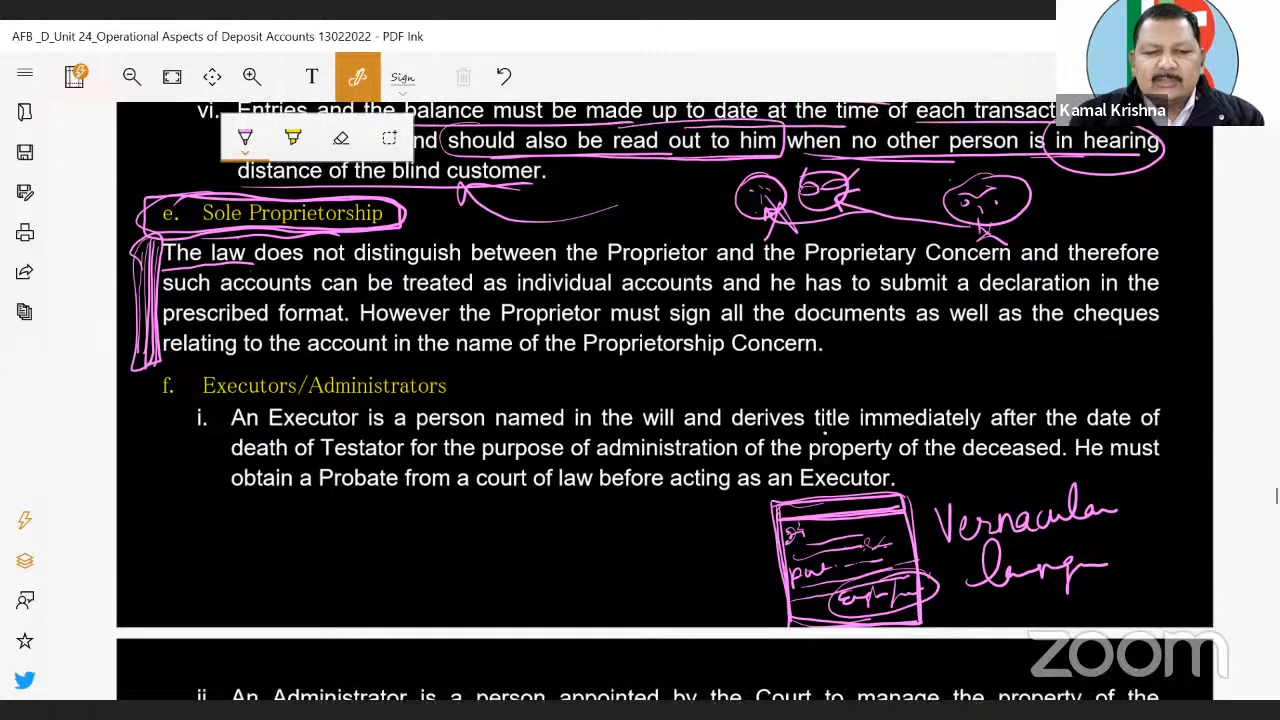 AFB _D_Unit 24_Operational Aspects of Deposit Accounts 13022022 - PDF Ink
T
Sign
Kamal Krishna
vi. Entries and the balance must be made up to date at the time of each transact
nd should also be read out to him when no other person is in hearing
distance of the blind customer.
e. Sole Proprietorship
The law does not distinguish between the Proprietor and the Proprietary Concern and therefore
such accounts can be treated as individual accounts and he has to submit a declaration in the
prescribed format. However the Proprietor must sign all the documents as well as the cheques
relating to the account in the name of the Proprietorship Concern.
f. Executors/Administrators
i. An Executor is a person named in the will and derives title immediately after the date of
death of Testator for the purpose of administration of the property of the deceased. He must
obtain a Probate from a court of law before acting as an Executor.
Vernacular
zoom
ii. An Administrator is a person appointed by the Court to manage the property of the